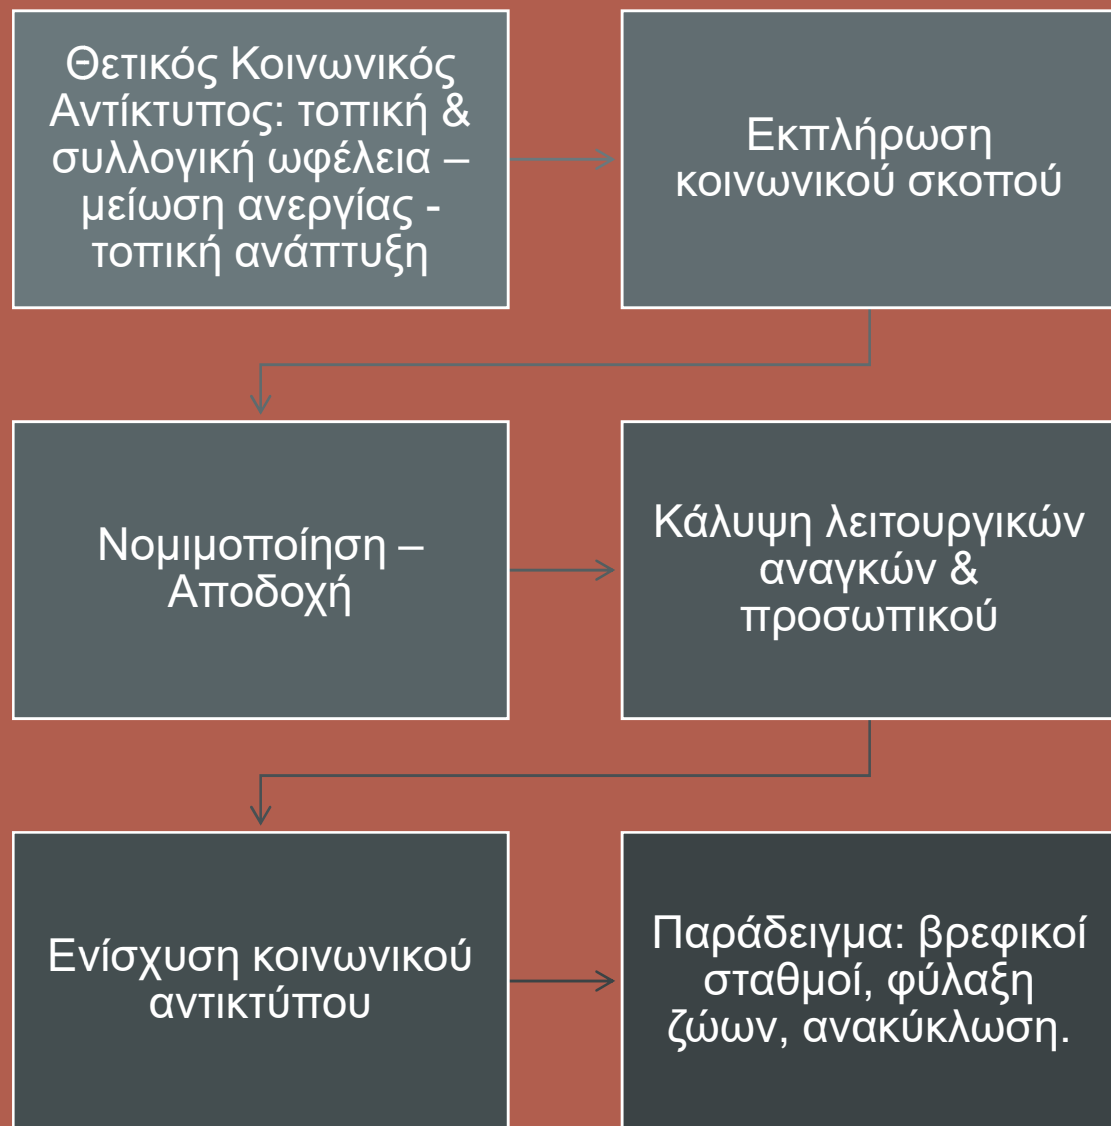 Θετικός Κοινωνικός
Αντίκτυπος: τοπική &
συλλογική ωφέλεια –
μείωση ανεργίας -
τοπική ανάπτυξη
Εκπλήρωση
κοινωνικού σκοπού
Νομιμοποίηση –
Αποδοχή
Κάλυψη λειτουργικών
αναγκών &
προσωπικού
Ενίσχυση κοινωνικού
αντικτύπου
Παράδειγμα: βρεφικοί
σταθμοί, φύλαξη
ζώων, ανακύκλωση.